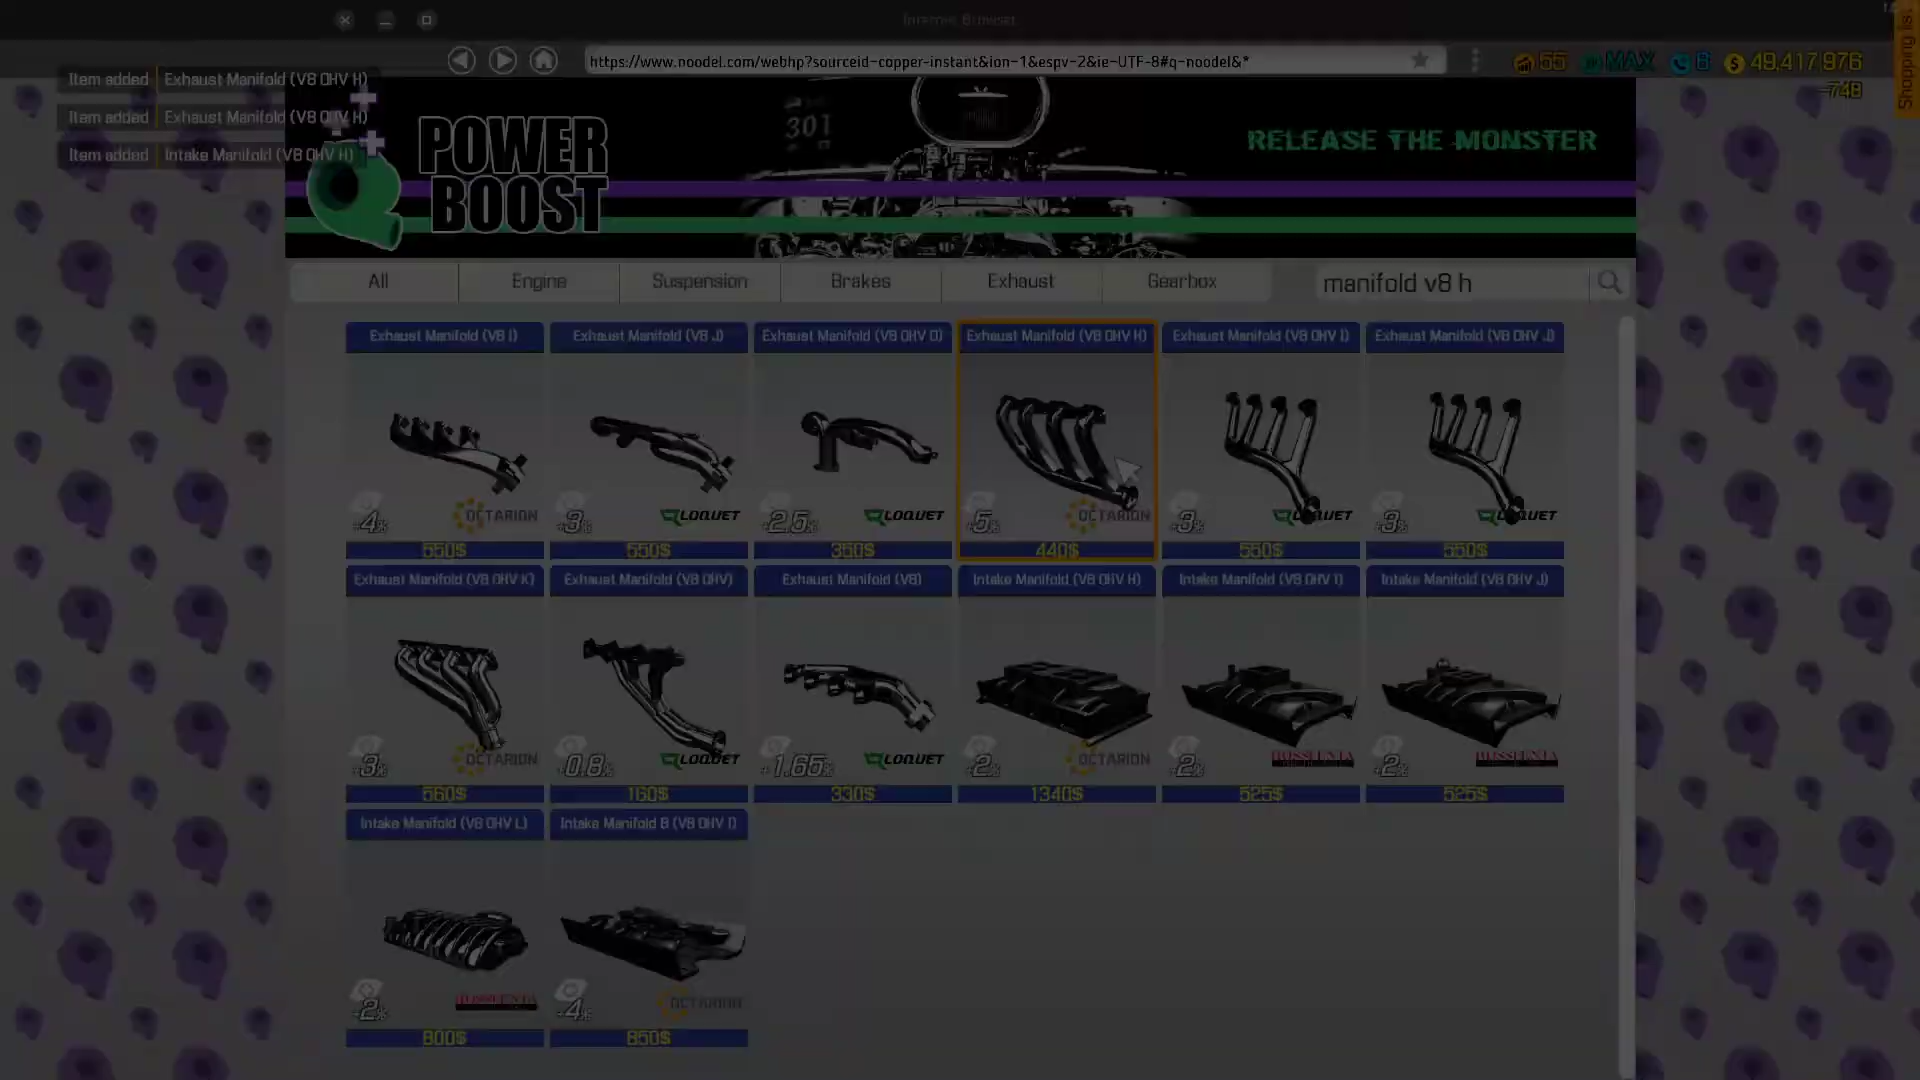 Internet Browser
https://www.noodel.com/webhp?sourceid-copper-instant&ion-1&espv-2&ie-UTF-8#q-noodel&*
55 MAX 6 $ 49,417,976
-748
Shopping list
Item added Exhaust Manifold (V8 OHV H)
Item added Exhaust Manifold (V8 OHV H)
Item added Intake Manifold (V8 OHV H)
POWER
BOOST
301
RELEASE THE MONSTER
All Engine Suspension Brakes Exhaust Gearbox manifold v8 h
Exhaust Manifold (V8 I) Exhaust Manifold (V8 J) Exhaust Manifold (V8 OHV D) Exhaust Manifold (V8 OHV H) Exhaust Manifold (V8 OHV I) Exhaust Manifold (V8 OHV J)
+4% OCTARION +3% LOQUET +2.5% LOQUET +5% OCTARION +3% LOQUET +3% LOQUET
550$ 550$ 350$ 440$ 550$ 550$
Exhaust Manifold (V8 OHV K) Exhaust Manifold (V8 OHV) Exhaust Manifold (V8) Intake Manifold (V8 OHV H) Intake Manifold (V8 OHV I) Intake Manifold (V8 OHV J)
+3% OCTARION +0.8% LOQUET +1.65% LOQUET +2% OCTARION +2% +2%
560$ 160$ 330$ 1340$ 525$ 525$
Intake Manifold (V8 OHV L) Intake Manifold B (V8 OHV I)
+2% +4% OCTARION
800$ 850$